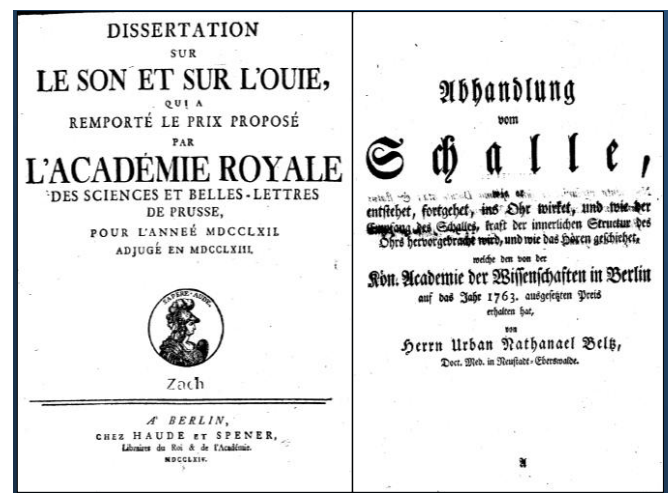 DISSERTATION
SUR
LE SON ET SUR L'OUIE,
QUI A
REMPORTÉ LE PRIX PROPOSÉ
PAR
L'ACADÉMIE ROYALE
DES SCIENCES ET BELLES-LETTRES
DE PRUSSE,
POUR L'ANNEÉ MDCCLXII.
ADJUGÉ EN MDCCLXIII.
SAPERE·AUDE.
Zach
A' BERLIN,
CHEZ HAUDE ET SPENER,
Libraires du Roi & de l'Académie.
MDCCLXIV.
Abhandlung
vom
Schalle,
wie er
entstehet, fortgehet, ins Ohr wirket, und wie der
Empfang des Schalles, kraft der innerlichen Structur des
Ohrs hervorgebracht wird, und wie das Hören geschiehet,
welche den von der
Kön. Academie der Wissenschaften in Berlin
auf das Jahr 1763. ausgesetzten Preis
erhalten hat,
von
Herrn Urban Nathanael Belz,
Doct. Med. in Neustadt-Eberswalde.
A